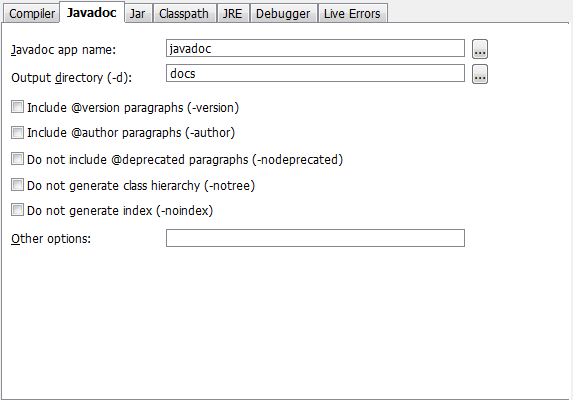 Compiler Javadoc Jar Classpath JRE Debugger Live Errors
Javadoc app name: javadoc ...
Output directory (-d): docs ...
Include @version paragraphs (-version)
Include @author paragraphs (-author)
Do not include @deprecated paragraphs (-nodeprecated)
Do not generate class hierarchy (-notree)
Do not generate index (-noindex)
Other options: